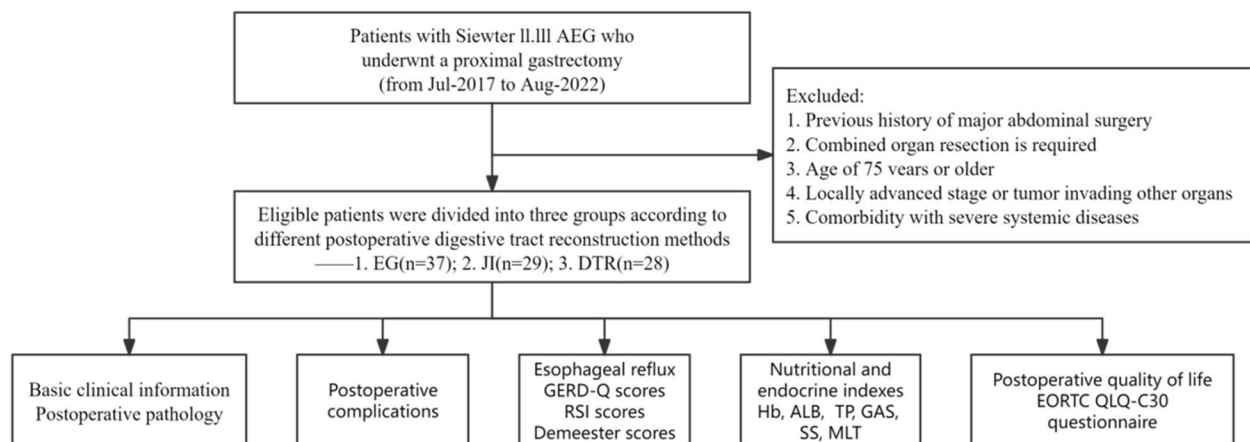 Patients with Siewter ll.lll AEG who
underwnt a proximal gastrectomy
(from Jul-2017 to Aug-2022)
Excluded:
1. Previous history of major abdominal surgery
2. Combined organ resection is required
3. Age of 75 years or older
4. Locally advanced stage or tumor invading other organs
5. Comorbidity with severe systemic diseases
Eligible patients were divided into three groups according to
different postoperative digestive tract reconstruction methods
——1. EG(n=37); 2. JI(n=29); 3. DTR(n=28)
Basic clinical information
Postoperative pathology
Postoperative
complications
Esophageal reflux
GERD-Q scores
RSI scores
Demeester scores
Nutritional and
endocrine indexes
Hb, ALB, TP, GAS,
SS, MLT
Postoperative quality of life
EORTC QLQ-C30
questionnaire